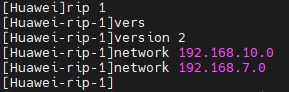 [Huawei]rip 1
[Huawei-rip-1]vers
[Huawei-rip-1]version 2
[Huawei-rip-1]network 192.168.10.0
[Huawei-rip-1]network 192.168.7.0
[Huawei-rip-1]